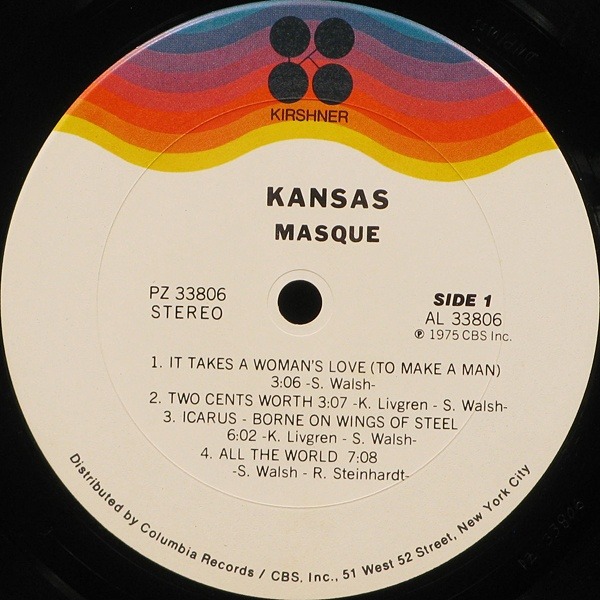 KIRSHNER
KANSAS
MASQUE
PZ 33806
STEREO
SIDE 1
AL 33806
℗ 1975 CBS Inc.
1. IT TAKES A WOMAN'S LOVE (TO MAKE A MAN)
3:06 -S. Walsh-
2. TWO CENTS WORTH 3:07 -K. Livgren - S. Walsh-
3. ICARUS - BORNE ON WINGS OF STEEL
6:02 -K. Livgren - S. Walsh-
4. ALL THE WORLD 7:08
-S. Walsh - R. Steinhardt-
Distributed by Columbia Records / CBS, Inc., 51 West 52 Street, New York City